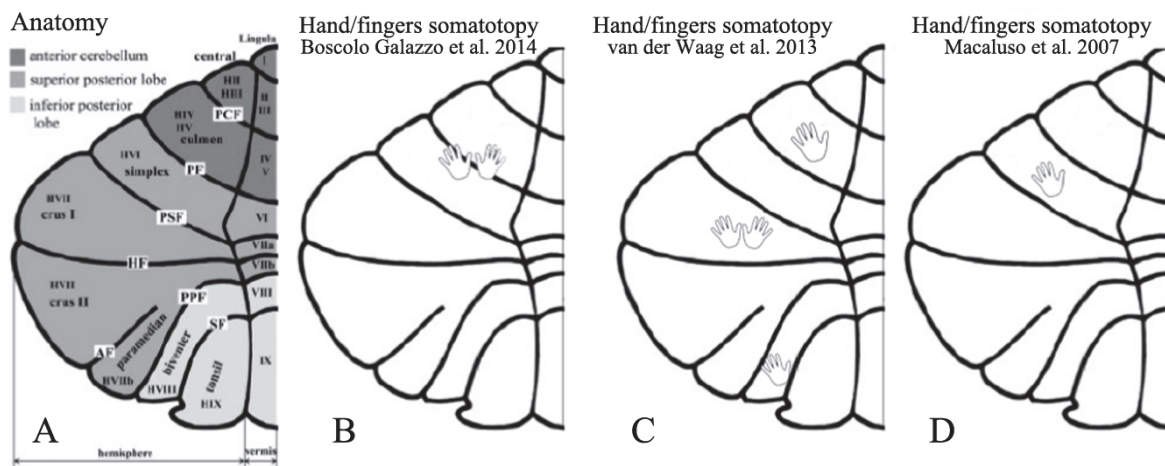 Anatomy
anterior cerebellum
superior posterior lobe
inferior posterior
lobe
Lingula
central
I
HII
HIII
II
III
PCF
HIV
HV
culmen
IV
V
PF
HVI
simplex
PSF
VI
HVII
crus I
VIIa
HF
VIIb
HVII
crus II
PPF
VIII
SF
AF
paramedian
biventer
tonsil
IX
HVIIb
HVIII
HIX
A
hemisphere
vermis
Hand/fingers somatotopy
Boscolo Galazzo et al. 2014
B
Hand/fingers somatotopy
van der Waag et al. 2013
C
Hand/fingers somatotopy
Macaluso et al. 2007
D